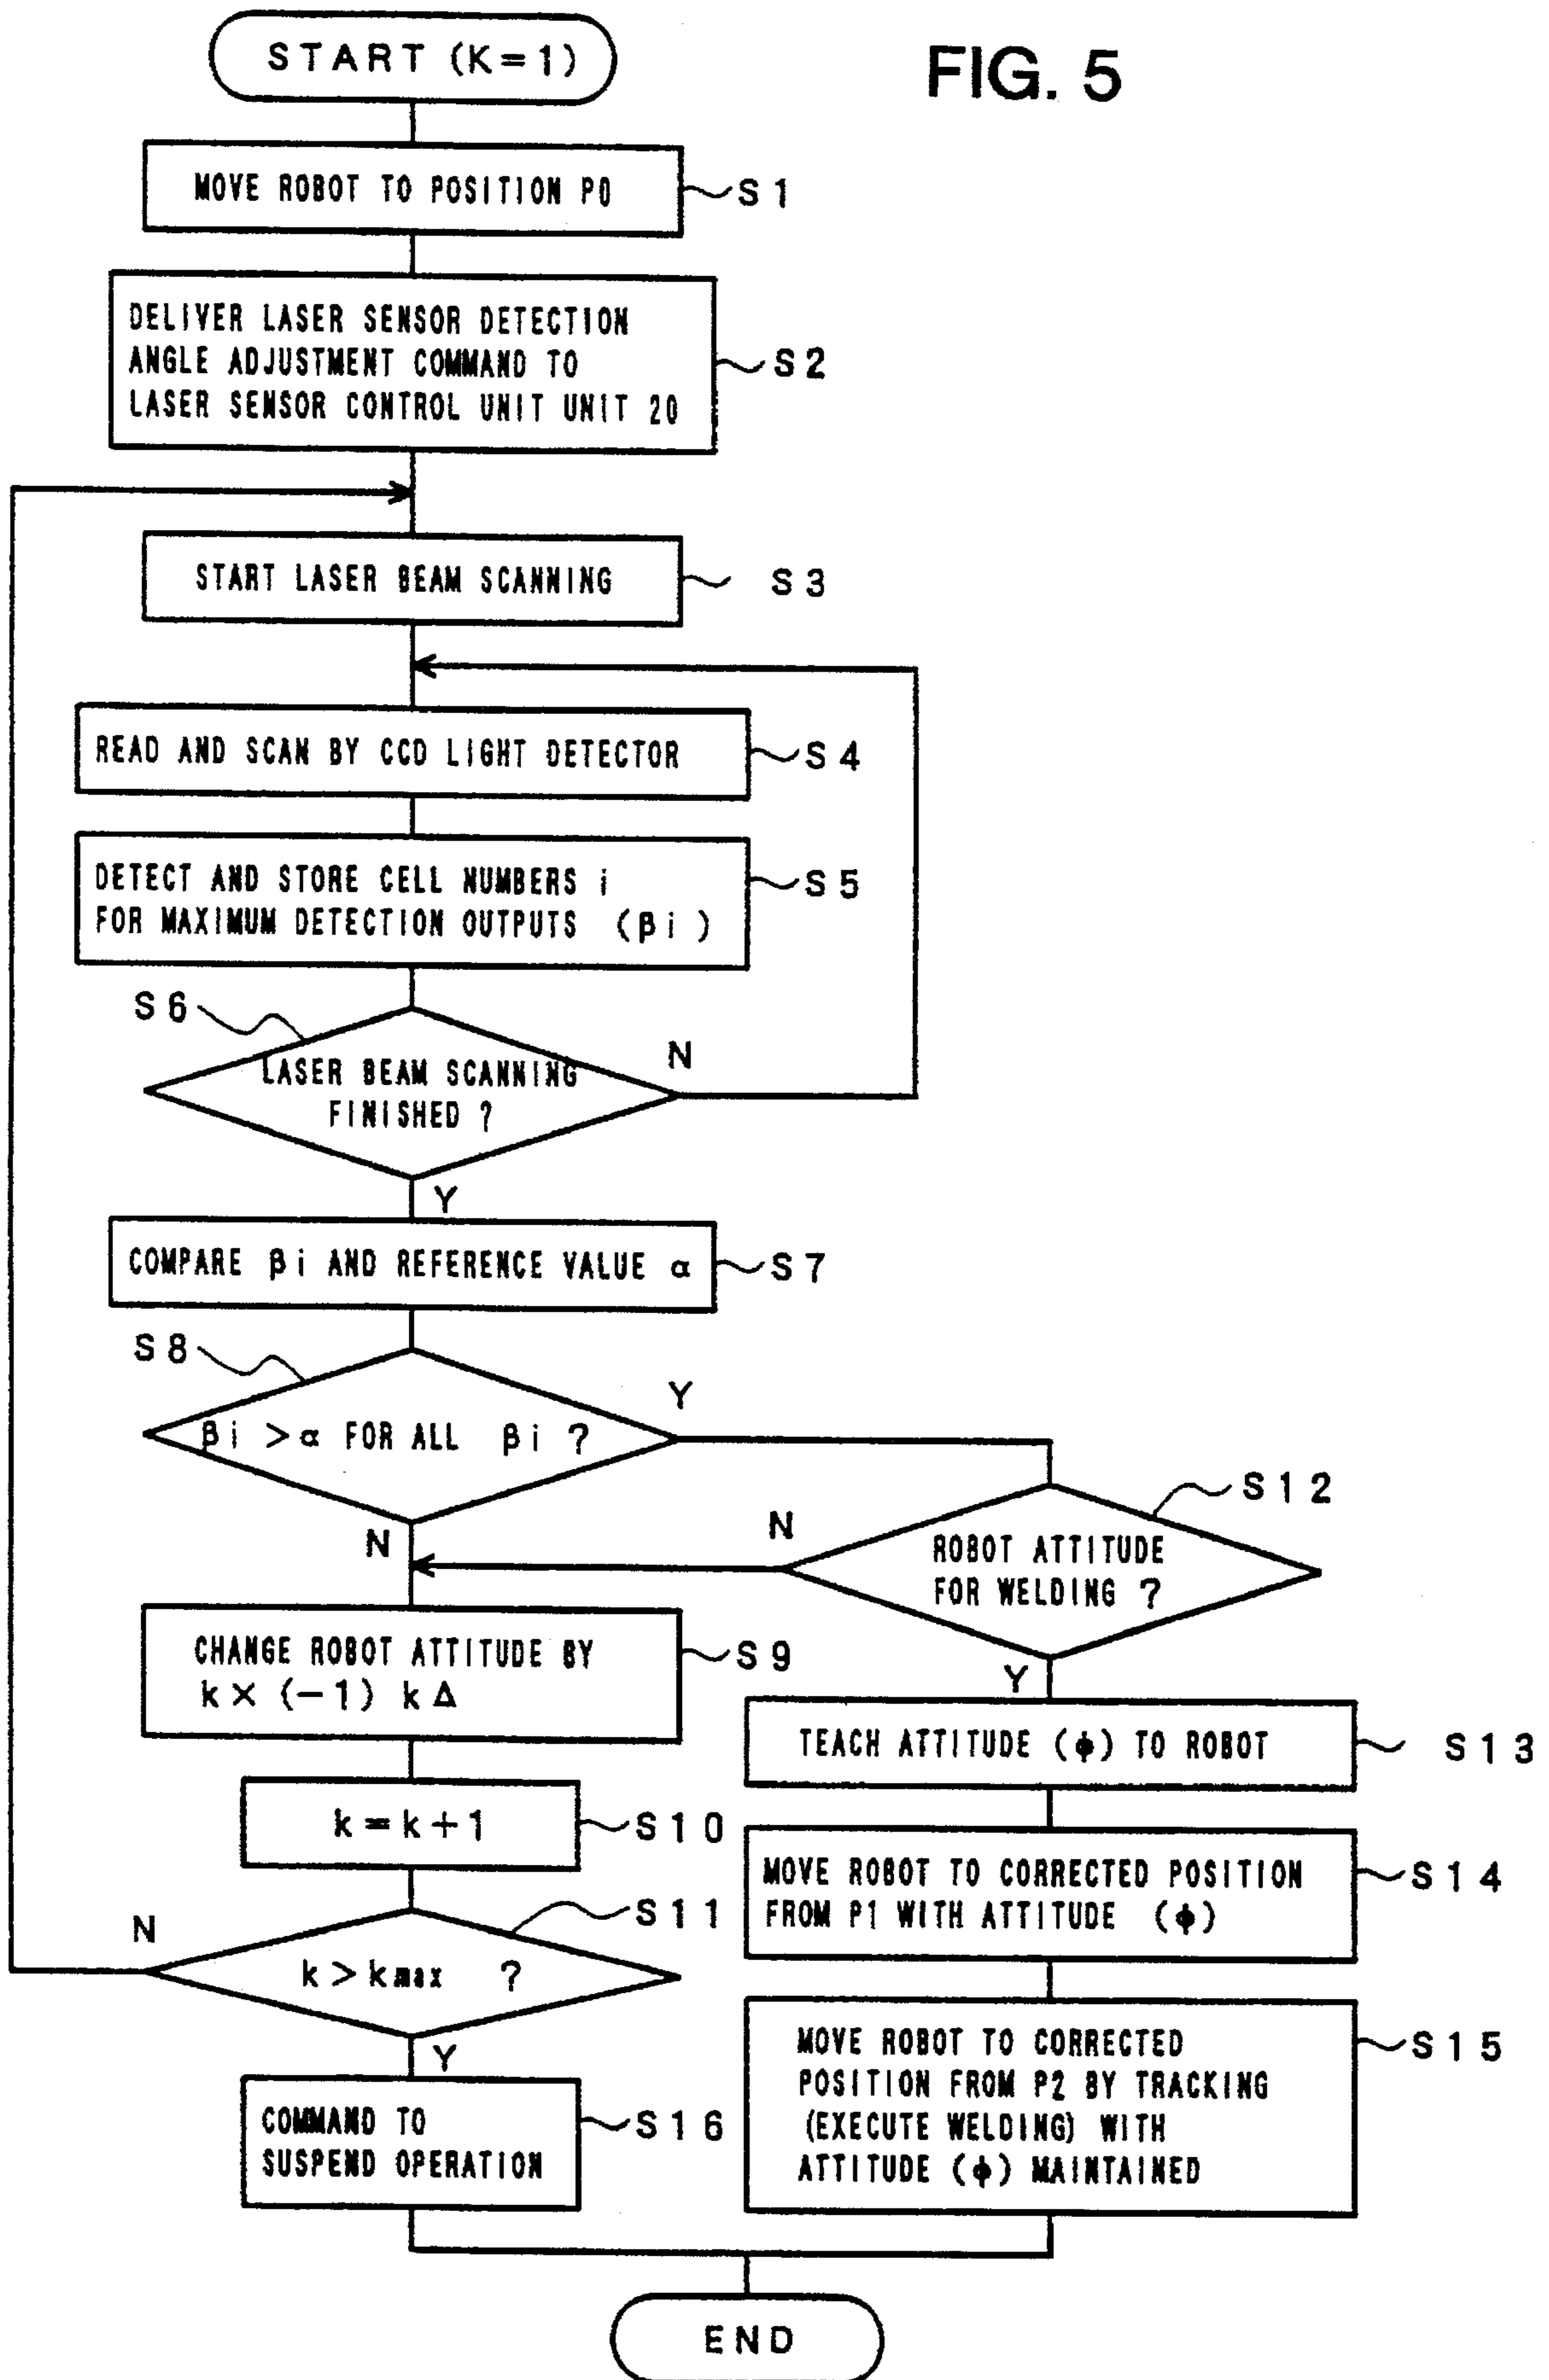 START (K=1)
FIG. 5
MOVE ROBOT TO POSITION P0
S1
DELIVER LASER SENSOR DETECTION
ANGLE ADJUSTMENT COMMAND TO
LASER SENSOR CONTROL UNIT UNIT 20
S2
START LASER BEAM SCANNING
S3
READ AND SCAN BY CCD LIGHT DETECTOR
S4
DETECT AND STORE CELL NUMBERS i
FOR MAXIMUM DETECTION OUTPUTS (βi)
S5
S6
LASER BEAM SCANNING
FINISHED ?
N
Y
COMPARE βi AND REFERENCE VALUE α
S7
S8
βi >α FOR ALL βi ?
Y
N
S12
ROBOT ATTITUDE
FOR WELDING ?
N
Y
CHANGE ROBOT ATTITUDE BY
k × (−1) k Δ
S9
TEACH ATTITUDE (ϕ) TO ROBOT
S13
k = k + 1
S10
MOVE ROBOT TO CORRECTED POSITION
FROM P1 WITH ATTITUDE (ϕ)
S14
S11
k > kmax ?
N
Y
MOVE ROBOT TO CORRECTED
POSITION FROM P2 BY TRACKING
(EXECUTE WELDING) WITH
ATTITUDE (ϕ) MAINTAINED
S15
COMMAND TO
SUSPEND OPERATION
S16
END